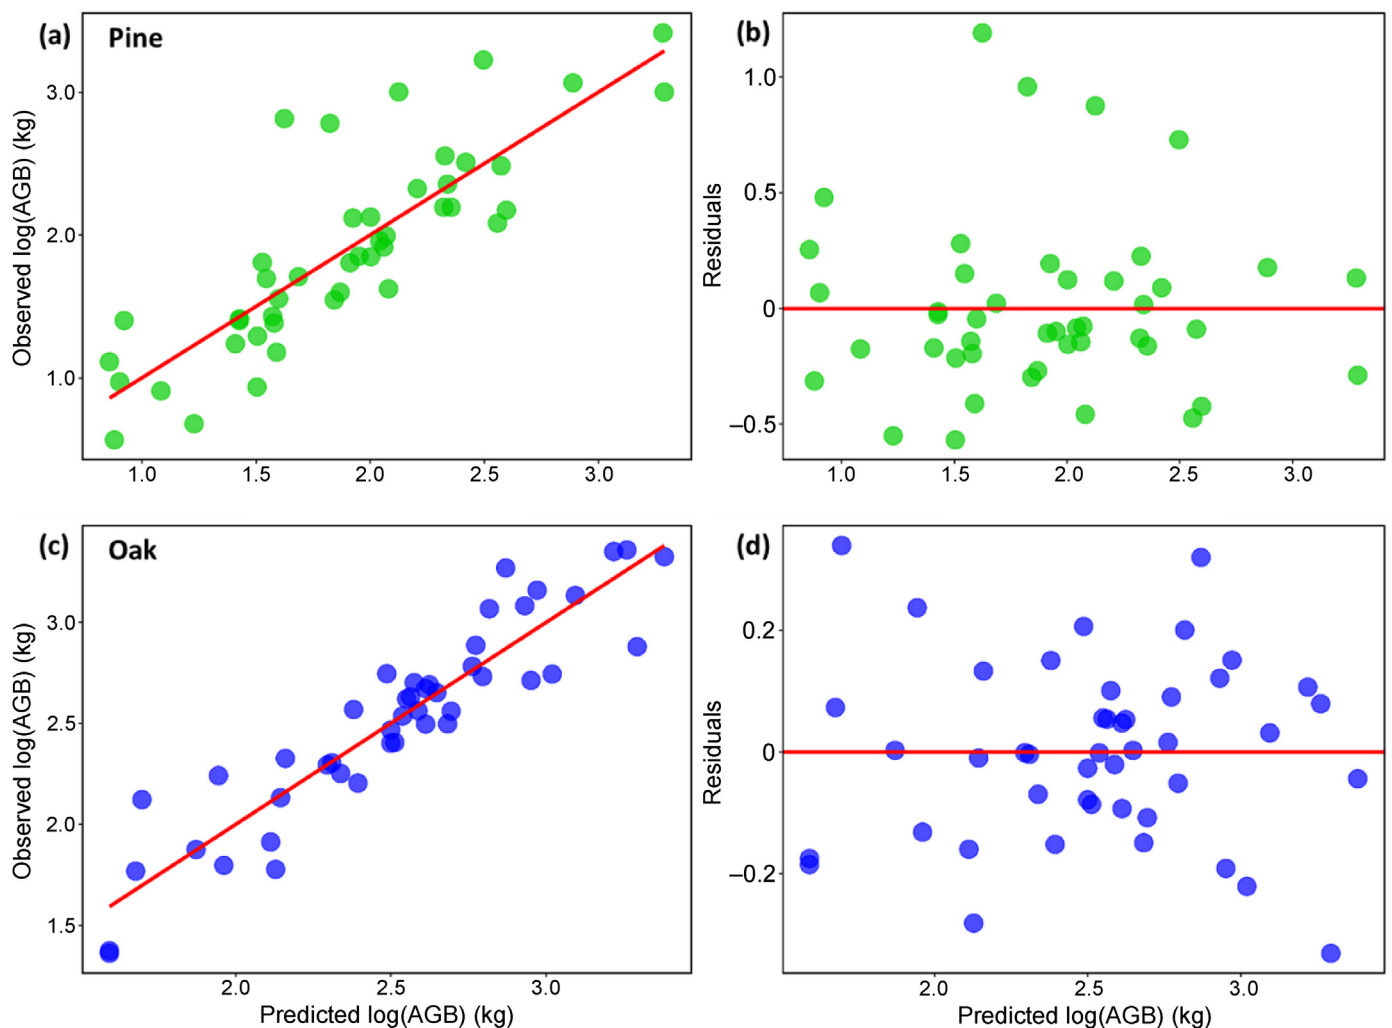 (a) Pine
Observed log(AGB) (kg)
3.0
2.0
1.0
1.0 1.5 2.0 2.5 3.0
(b)
Residuals
1.0
0.5
0
–0.5
1.0 1.5 2.0 2.5 3.0
(c) Oak
Observed log(AGB) (kg)
3.0
2.5
2.0
1.5
2.0 2.5 3.0
Predicted log(AGB) (kg)
(d)
Residuals
0.2
0
–0.2
2.0 2.5 3.0
Predicted log(AGB) (kg)